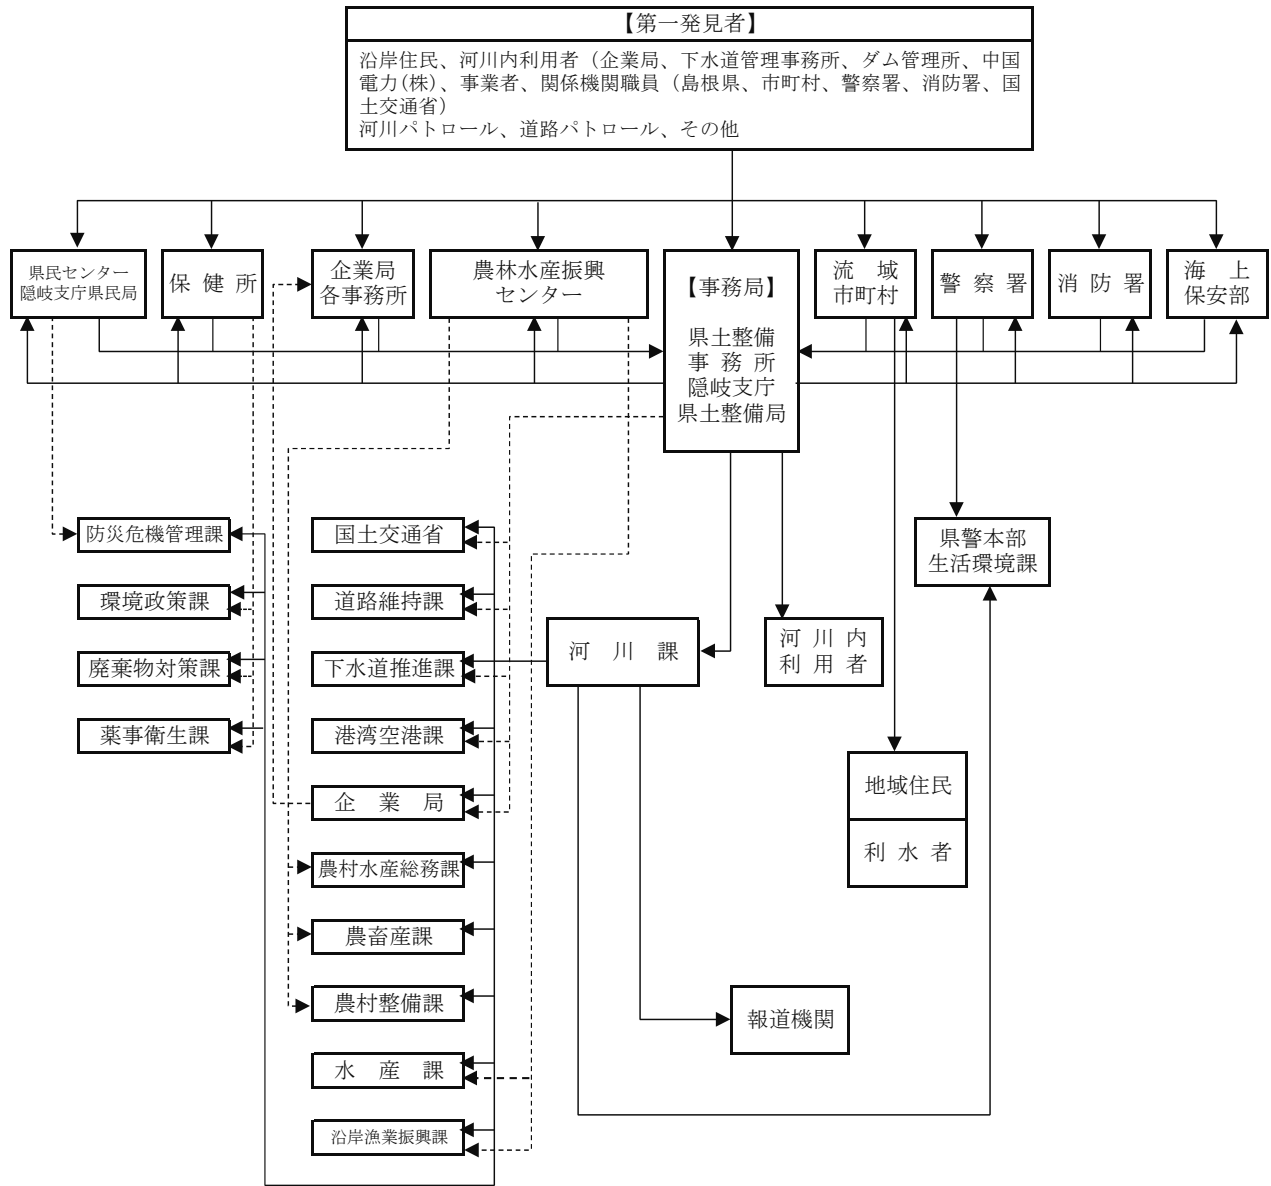 【第一発見者】
沿岸住民、河川内利用者（企業局、下水道管理事務所、ダム管理所、中国
電力(株)、事業者、関係機関職員（島根県、市町村、警察署、消防署、国
土交通省）
河川パトロール、道路パトロール、その他
県民センター
隠岐支庁県民局
保 健 所
企業局
各事務所
農林水産振興
センター
【事務局】
県土整備
事 務 所
隠岐支庁
県土整備局
流 域
市町村
警 察 署
消 防 署
海 上
保安部
防災危機管理課
環境政策課
廃棄物対策課
薬事衛生課
国土交通省
道路維持課
下水道推進課
港湾空港課
企 業 局
農村水産総務課
農畜産課
農村整備課
水 産 課
沿岸漁業振興課
河 川 課
河 川 内
利 用 者
県警本部
生活環境課
地域住民
利 水 者
報道機関